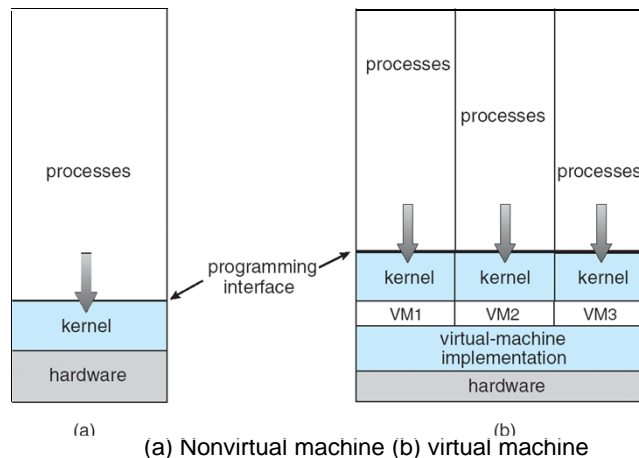 processes
kernel
hardware
(a)
programming
interface
processes
processes
processes
kernel
kernel
kernel
VM1
VM2
VM3
virtual-machine
implementation
hardware
(b)
(a) Nonvirtual machine (b) virtual machine